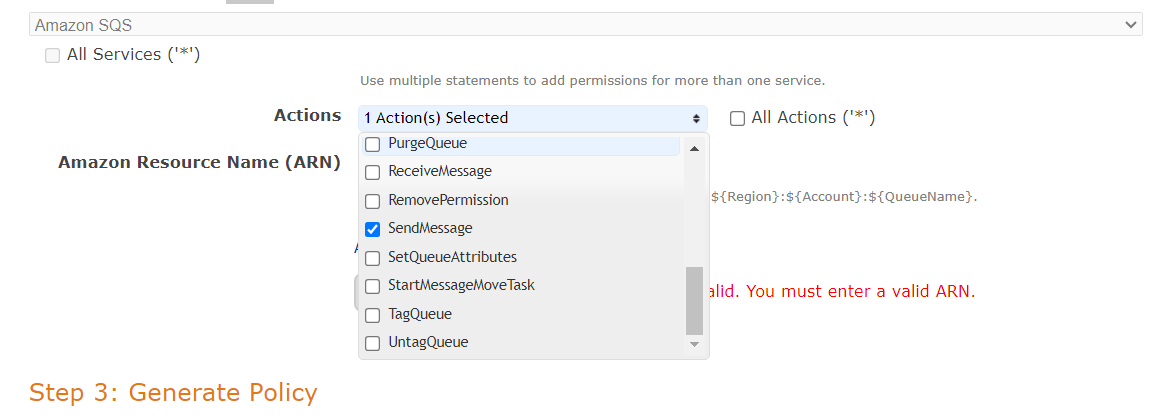 Amazon SQS
All Services ('*')
Use multiple statements to add permissions for more than one service.
Actions
1 Action(s) Selected
All Actions ('*')
PurgeQueue
Amazon Resource Name (ARN)
ReceiveMessage
RemovePermission
${Region}:${Account}:${QueueName}.
SendMessage
SetQueueAttributes
StartMessageMoveTask
alid. You must enter a valid ARN.
TagQueue
UntagQueue
Step 3: Generate Policy